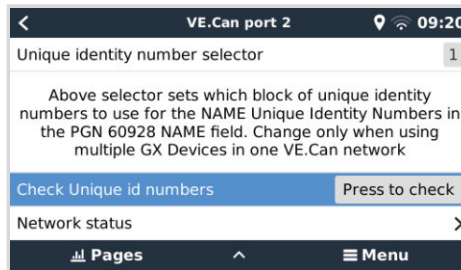 VE.Can port 2 09:20
Unique identity number selector 1
Above selector sets which block of unique identity
numbers to use for the NAME Unique Identity Numbers in
the PGN 60928 NAME field. Change only when using
multiple GX Devices in one VE.Can network
Check Unique id numbers Press to check
Network status
Pages Menu